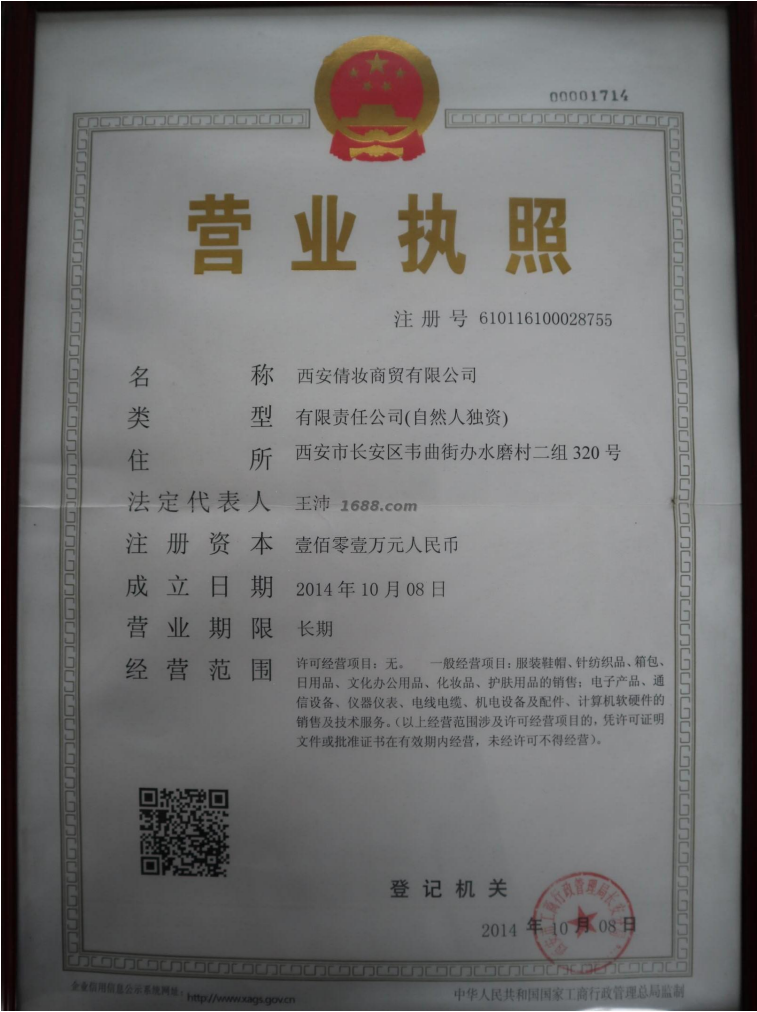 00001714
营业执照
注册号 610116100028755
名称 西安倩妆商贸有限公司
类型 有限责任公司(自然人独资)
住所 西安市长安区韦曲街办水磨村二组320号
法定代表人 王沛 1688.com
注册资本 壹佰零壹万元人民币
成立日期 2014年10月08日
营业期限 长期
经营范围 许可经营项目：无。 一般经营项目：服装鞋帽、针纺织品、箱包、
日用品、文化办公用品、化妆品、护肤用品的销售；电子产品、通
信设备、仪器仪表、电线电缆、机电设备及配件、计算机软硬件的
销售及技术服务。（以上经营范围涉及许可经营项目的，凭许可证明
文件或批准证书在有效期内经营，未经许可不得经营）。
登记机关
2014年10月08日
企业信用信息公示系统网址：http://www.xags.gov.cn
中华人民共和国国家工商行政管理总局监制